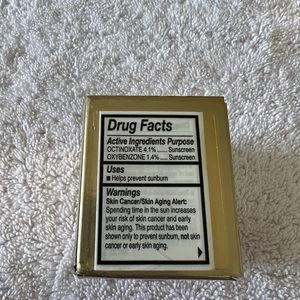 Drug Facts
Active Ingredients Purpose
OCTINOXATE 4.1% ...... Sunscreen
OXYBENZONE 1.4% ..... Sunscreen
Uses
■ Helps prevent sunburn
Warnings
Skin Cancer/Skin Aging Alert:
Spending time in the sun increases
your risk of skin cancer and early
skin aging. This product has been
shown only to prevent sunburn, not skin
cancer or early skin aging.